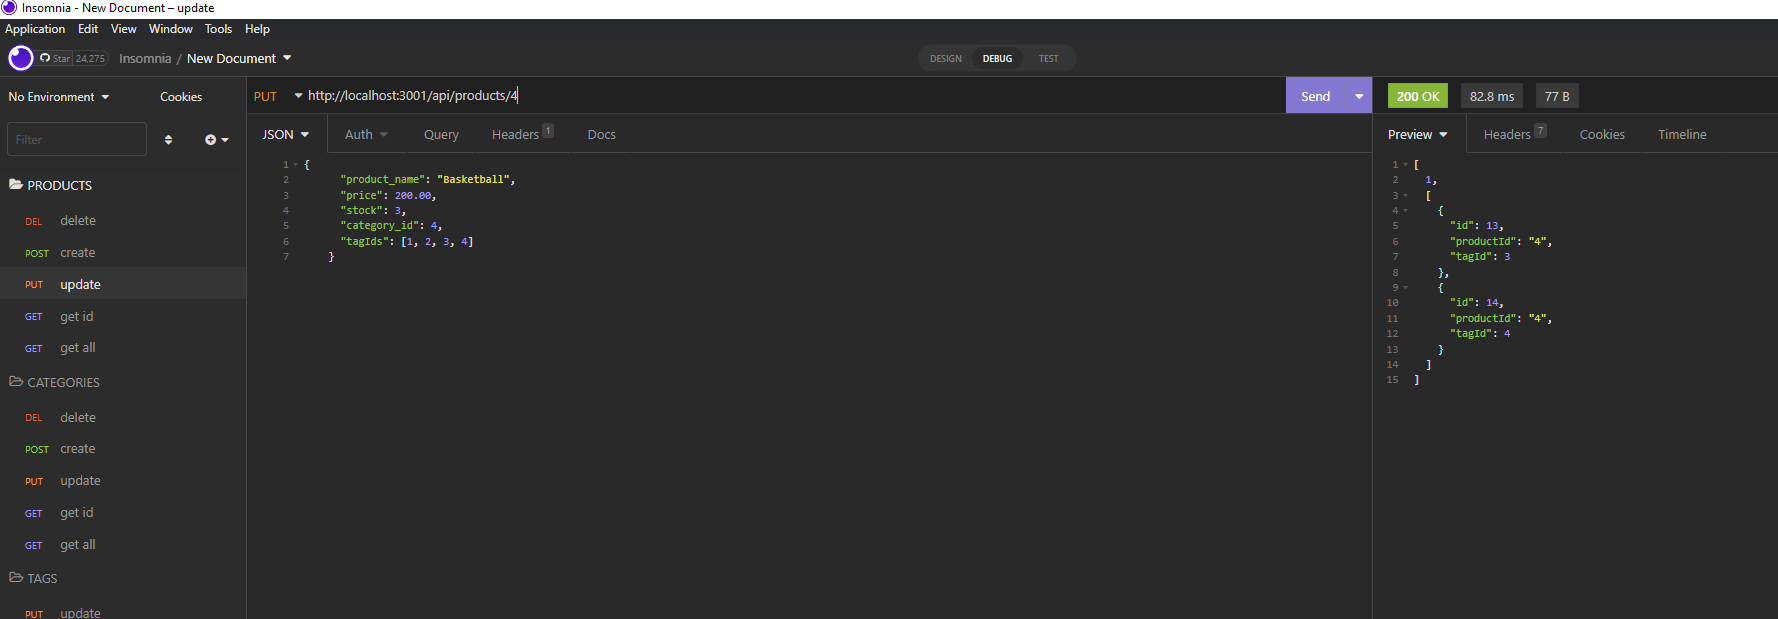 Insomnia - New Document – update
Application Edit View Window Tools Help
Star 24,275 Insomnia / New Document DESIGN DEBUG TEST
No Environment Cookies
Filter
PRODUCTS
DEL delete
POST create
PUT update
GET get id
GET get all
CATEGORIES
DEL delete
POST create
PUT update
GET get id
GET get all
TAGS
PUT update
PUT http://localhost:3001/api/products/4 Send
JSON Auth Query Headers 1 Docs
1 {
2 "product_name": "Basketball",
3 "price": 200.00,
4 "stock": 3,
5 "category_id": 4,
6 "tagIds": [1, 2, 3, 4]
7 }
200 OK 82.8 ms 77 B
Preview Headers 7 Cookies Timeline
1 [
2 1,
3 [
4 {
5 "id": 13,
6 "productId": "4",
7 "tagId": 3
8 },
9 {
10 "id": 14,
11 "productId": "4",
12 "tagId": 4
13 }
14 ]
15 ]